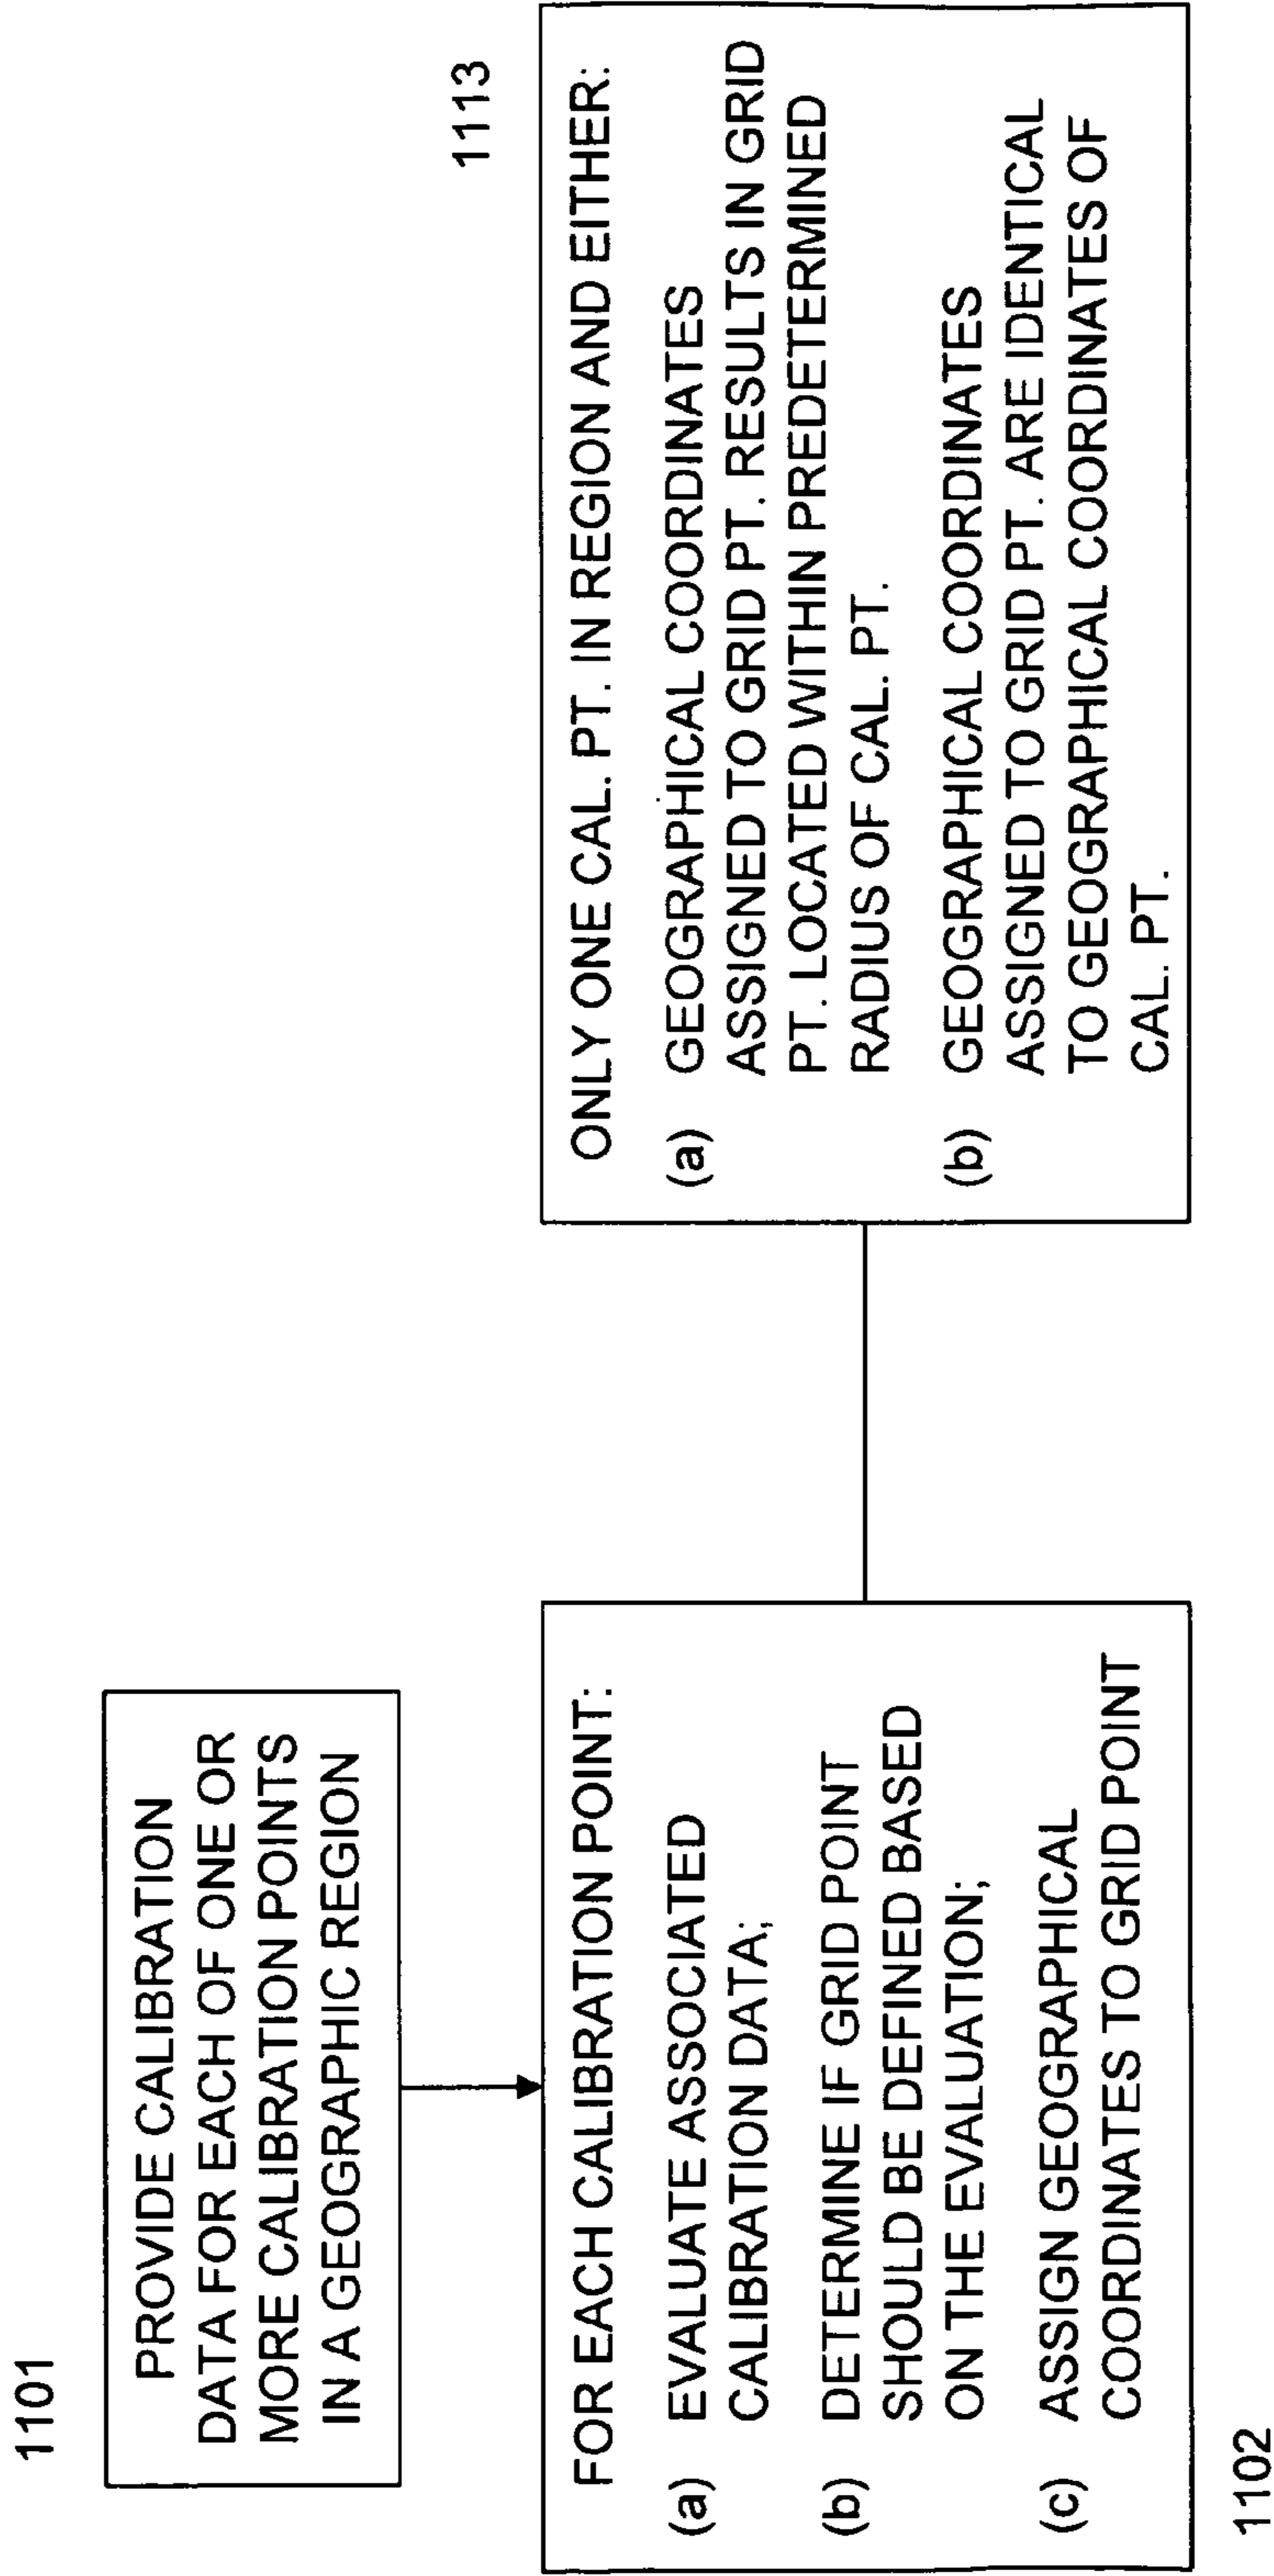 1101
PROVIDE CALIBRATION
DATA FOR EACH OF ONE OR
MORE CALIBRATION POINTS
IN A GEOGRAPHIC REGION
FOR EACH CALIBRATION POINT:
(a) EVALUATE ASSOCIATED
CALIBRATION DATA;
(b) DETERMINE IF GRID POINT
SHOULD BE DEFINED BASED
ON THE EVALUATION;
(c) ASSIGN GEOGRAPHICAL
COORDINATES TO GRID POINT
1102
1113
ONLY ONE CAL. PT. IN REGION AND EITHER:
(a) GEOGRAPHICAL COORDINATES
ASSIGNED TO GRID PT. RESULTS IN GRID
PT. LOCATED WITHIN PREDETERMINED
RADIUS OF CAL. PT.
(b) GEOGRAPHICAL COORDINATES
ASSIGNED TO GRID PT. ARE IDENTICAL
TO GEOGRAPHICAL COORDINATES OF
CAL. PT.